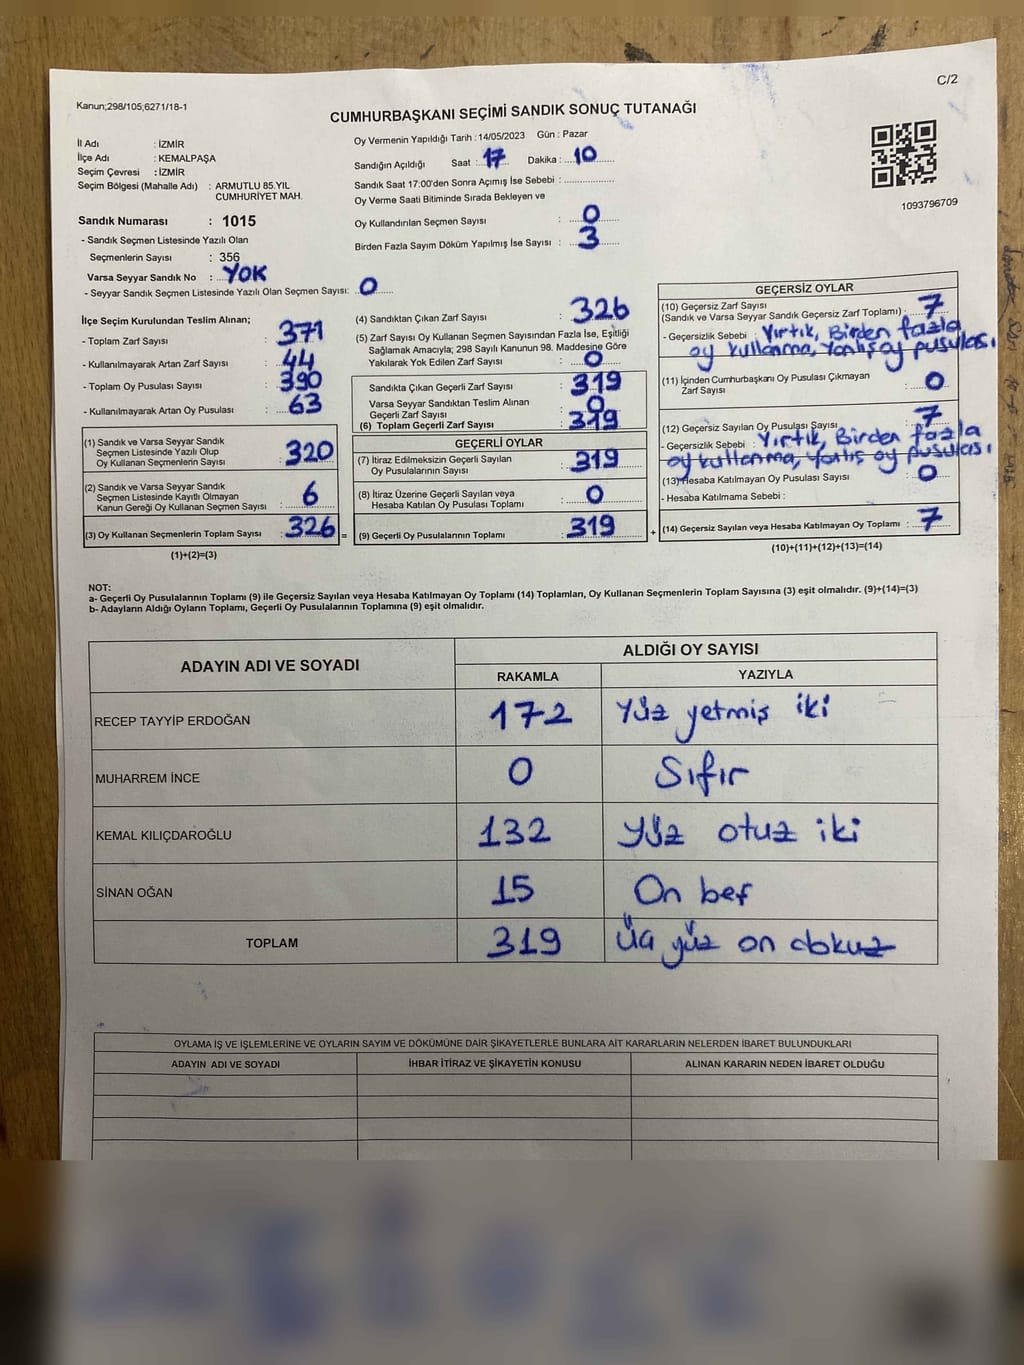 C/2
Kanun;298/105;6271/18-1
CUMHURBAŞKANI SEÇİMİ SANDIK SONUÇ TUTANAĞI
İl Adı : İZMİR
İlçe Adı : KEMALPAŞA
Seçim Çevresi : İZMİR
Seçim Bölgesi (Mahalle Adı) : ARMUTLU 85.YIL
CUMHURİYET MAH.
Sandık Numarası : 1015
- Sandık Seçmen Listesinde Yazılı Olan
Seçmenlerin Sayısı : 356
Varsa Seyyar Sandık No : YOK
- Seyyar Sandık Seçmen Listesinde Yazılı Olan Seçmen Sayısı: 0
Oy Vermenin Yapıldığı Tarih : 14/05/2023 Gün : Pazar
Sandığın Açıldığı Saat : 17 Dakika : 10
Sandık Saat 17:00'den Sonra Açımış İse Sebebi :
Oy Verme Saati Bitiminde Sırada Bekleyen ve
Oy Kullandırılan Seçmen Sayısı : 0
Birden Fazla Sayım Döküm Yapılmış İse Sayısı : 3
1093796709
İlçe Seçim Kurulundan Teslim Alınan;
- Toplam Zarf Sayısı : 371
- Kullanılmayarak Artan Zarf Sayısı : 44
- Toplam Oy Pusulası Sayısı : 390
- Kullanılmayarak Artan Oy Pusulası : 63
(1) Sandık ve Varsa Seyyar Sandık
Seçmen Listesinde Yazılı Olup
Oy Kullanan Seçmenlerin Sayısı : 320
(2) Sandık ve Varsa Seyyar Sandık
Seçmen Listesinde Kayıtlı Olmayan
Kanun Gereği Oy Kullanan Seçmen Sayısı : 6
(3) Oy Kullanan Seçmenlerin Toplam Sayısı : 326 =
(1)+(2)=(3)
(4) Sandıktan Çıkan Zarf Sayısı : 326
(5) Zarf Sayısı Oy Kullanan Seçmen Sayısından Fazla İse, Eşitliği
Sağlamak Amacıyla; 298 Sayılı Kanunun 98. Maddesine Göre
Yakılarak Yok Edilen Zarf Sayısı : 0
Sandıkta Çıkan Geçerli Zarf Sayısı : 319
Varsa Seyyar Sandıktan Teslim Alınan
Geçerli Zarf Sayısı : 0
(6) Toplam Geçerli Zarf Sayısı : 319
GEÇERLİ OYLAR
(7) İtiraz Edilmeksizin Geçerli Sayılan
Oy Pusulalarının Sayısı : 319
(8) İtiraz Üzerine Geçerli Sayılan veya
Hesaba Katılan Oy Pusulası Toplamı : 0
(9) Geçerli Oy Pusulalarının Toplamı : 319 +
GEÇERSİZ OYLAR
(10) Geçersiz Zarf Sayısı
(Sandık ve Varsa Seyyar Sandık Geçersiz Zarf Toplamı) : 7
- Geçersizlik Sebebi : Yırtık, Birden fazla
oy kullanma, Yanlış oy pusulası
(11) İçinden Cumhurbaşkanı Oy Pusulası Çıkmayan
Zarf Sayısı : 0
(12) Geçersiz Sayılan Oy Pusulası Sayısı : 7
- Geçersizlik Sebebi : Yırtık, Birden fazla
oy kullanma, Yanlış oy pusulası
(13) Hesaba Katılmayan Oy Pusulası Sayısı : 0
- Hesaba Katılmama Sebebi :
(14) Geçersiz Sayılan veya Hesaba Katılmayan Oy Toplamı : 7
(10)+(11)+(12)+(13)=(14)
NOT:
a- Geçerli Oy Pusulalarının Toplamı (9) ile Geçersiz Sayılan veya Hesaba Katılmayan Oy Toplamı (14) Toplamları, Oy Kullanan Seçmenlerin Toplam Sayısına (3) eşit olmalıdır. (9)+(14)=(3)
b- Adayların Aldığı Oyların Toplamı, Geçerli Oy Pusulalarının Toplamına (9) eşit olmalıdır.
ADAYIN ADI VE SOYADI ALDIĞI OY SAYISI
RAKAMLA YAZIYLA
RECEP TAYYİP ERDOĞAN 172 Yüz yetmiş iki
MUHARREM İNCE 0 Sıfır
KEMAL KILIÇDAROĞLU 132 Yüz otuz iki
SİNAN OĞAN 15 On beş
TOPLAM 319 Üç yüz on dokuz
OYLAMA İŞ VE İŞLEMLERİNE VE OYLARIN SAYIM VE DÖKÜMÜNE DAİR ŞİKAYETLERLE BUNLARA AİT KARARLARIN NELERDEN İBARET BULUNDUKLARI
ADAYIN ADI VE SOYADI İHBAR İTİRAZ VE ŞİKAYETİN KONUSU ALINAN KARARIN NEDEN İBARET OLDUĞU